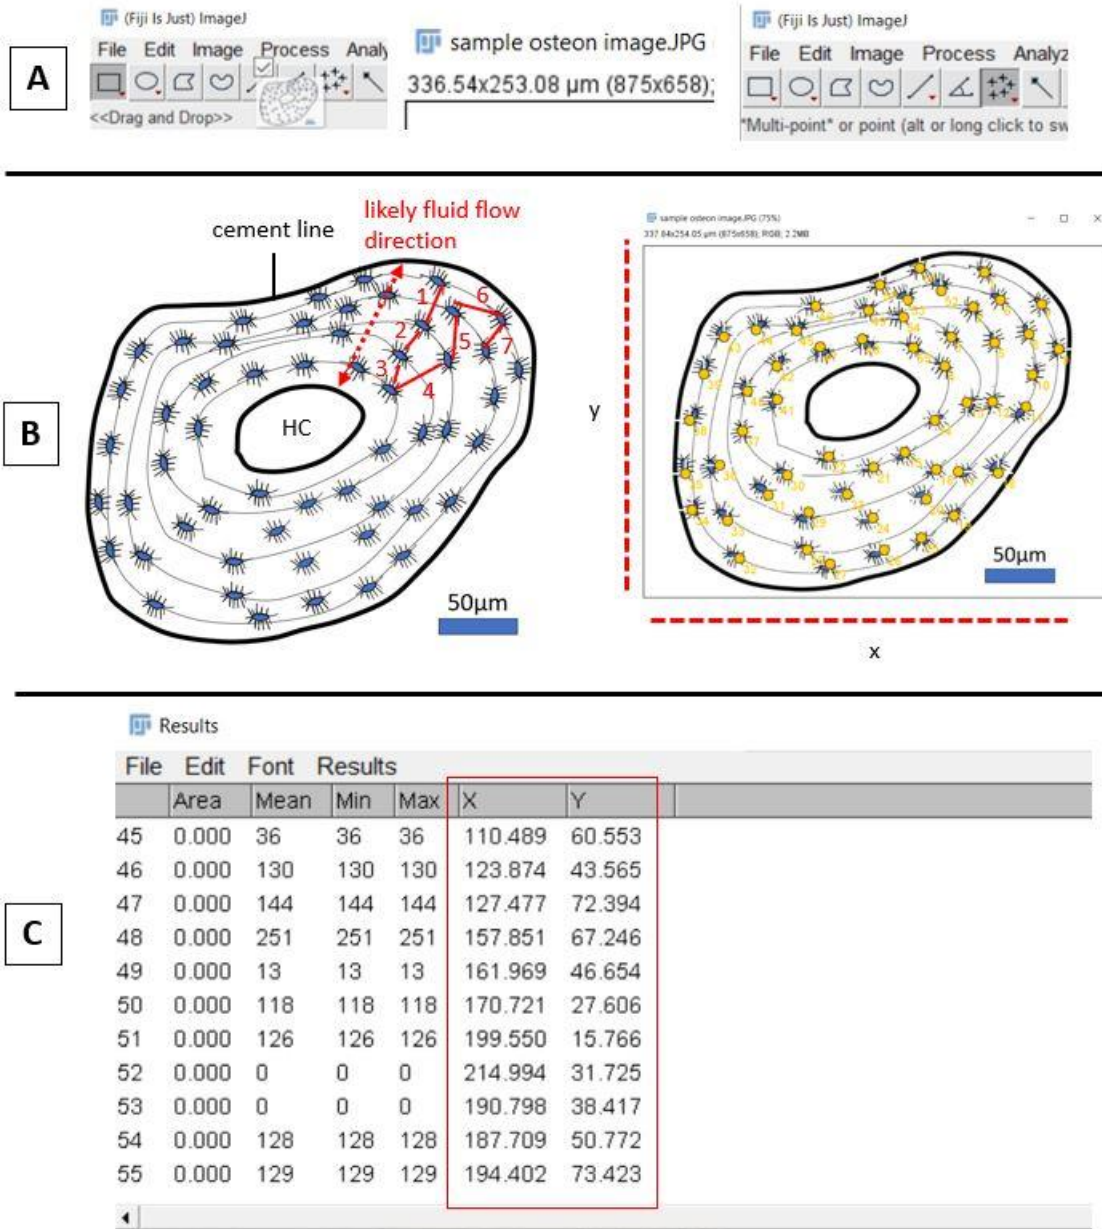 A
(Fiji Is Just) ImageJ
File Edit Image Process Analy
<<Drag and Drop>>
sample osteon image.JPG
336.54x253.08 µm (875x658);
(Fiji Is Just) ImageJ
File Edit Image Process Analyz
*Multi-point* or point (alt or long click to sw
B
cement line
likely fluid flow
direction
1
2
3
4
5
6
7
HC
50µm
sample osteon image.JPG (75%)
337.84x254.05 µm (875x658); RGB; 2.2MB
y
50µm
x
C
Results
File Edit Font Results
Area Mean Min Max X Y
45 0.000 36 36 36 110.489 60.553
46 0.000 130 130 130 123.874 43.565
47 0.000 144 144 144 127.477 72.394
48 0.000 251 251 251 157.851 67.246
49 0.000 13 13 13 161.969 46.654
50 0.000 118 118 118 170.721 27.606
51 0.000 126 126 126 199.550 15.766
52 0.000 0 0 0 214.994 31.725
53 0.000 0 0 0 190.798 38.417
54 0.000 128 128 128 187.709 50.772
55 0.000 129 129 129 194.402 73.423